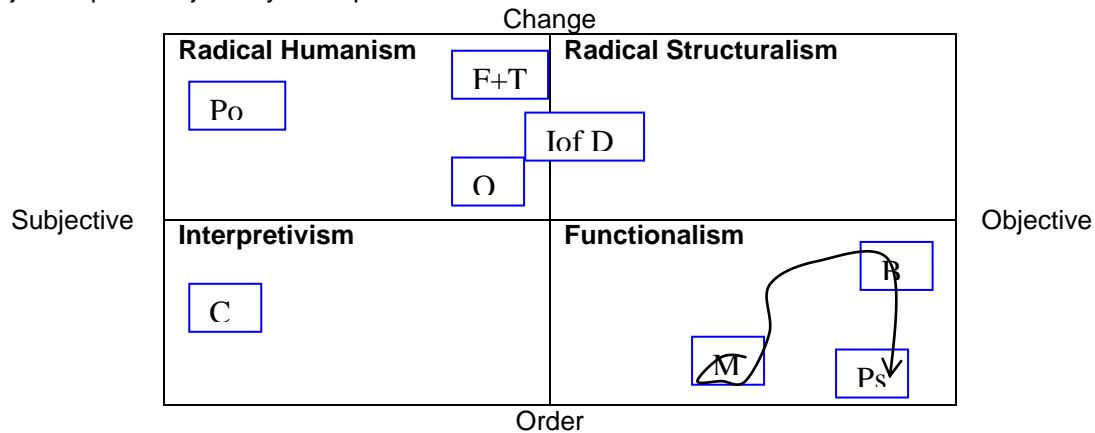 Change
Radical Humanism
Radical Structuralism
F+T
Po
Iof D
O
Subjective
Objective
Interpretivism
Functionalism
B
C
M
Ps
Order